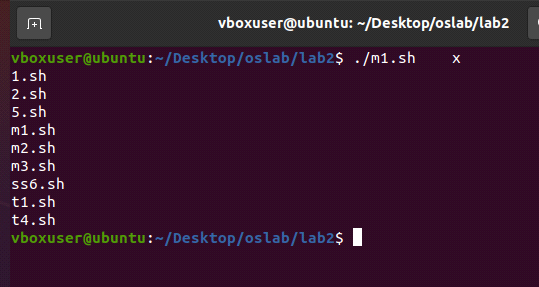 vboxuser@ubuntu: ~/Desktop/oslab/lab2
vboxuser@ubuntu:~/Desktop/oslab/lab2$ ./m1.sh    x
1.sh
2.sh
5.sh
m1.sh
m2.sh
m3.sh
ss6.sh
t1.sh
t4.sh
vboxuser@ubuntu:~/Desktop/oslab/lab2$